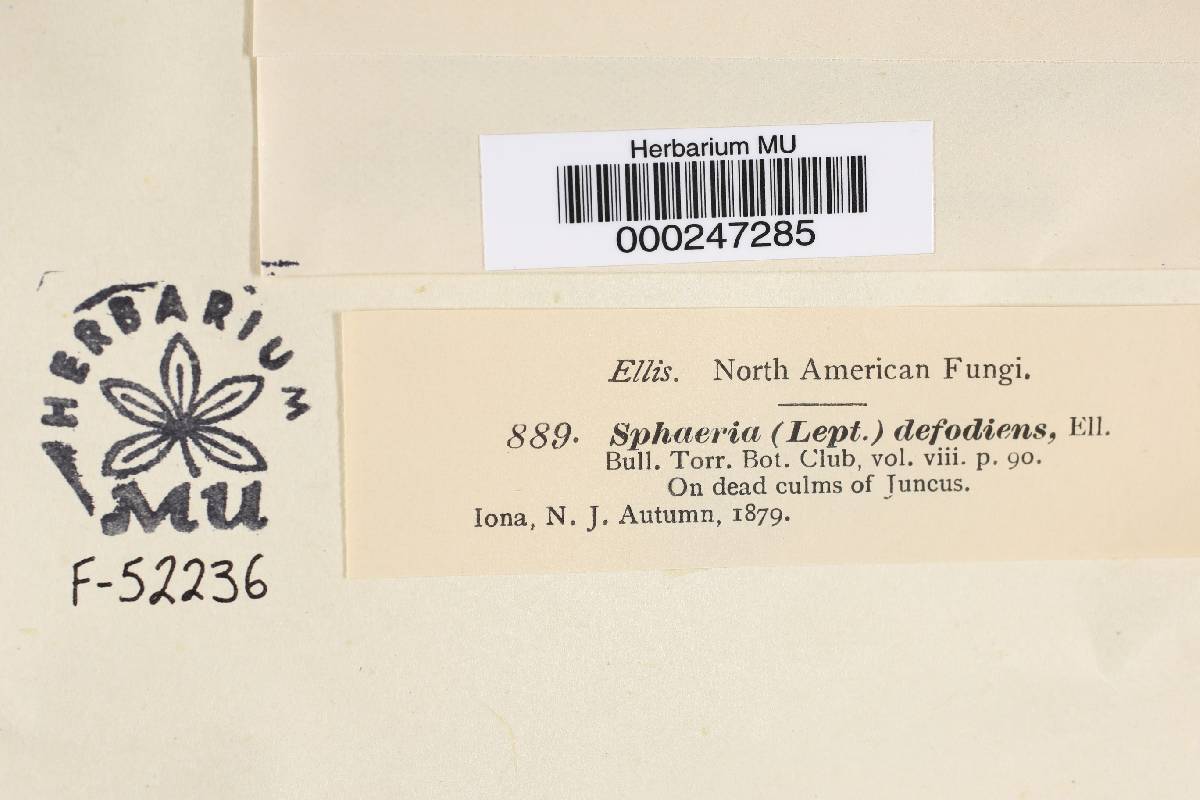 Herbarium MU
000247285
HERBARIUM
MU
F-52236
Ellis. North American Fungi.
889. Sphaeria (Lept.) defodiens, Ell.
Bull. Torr. Bot. Club, vol. viii. p. 90.
On dead culms of Juncus.
Iona, N. J. Autumn, 1879.